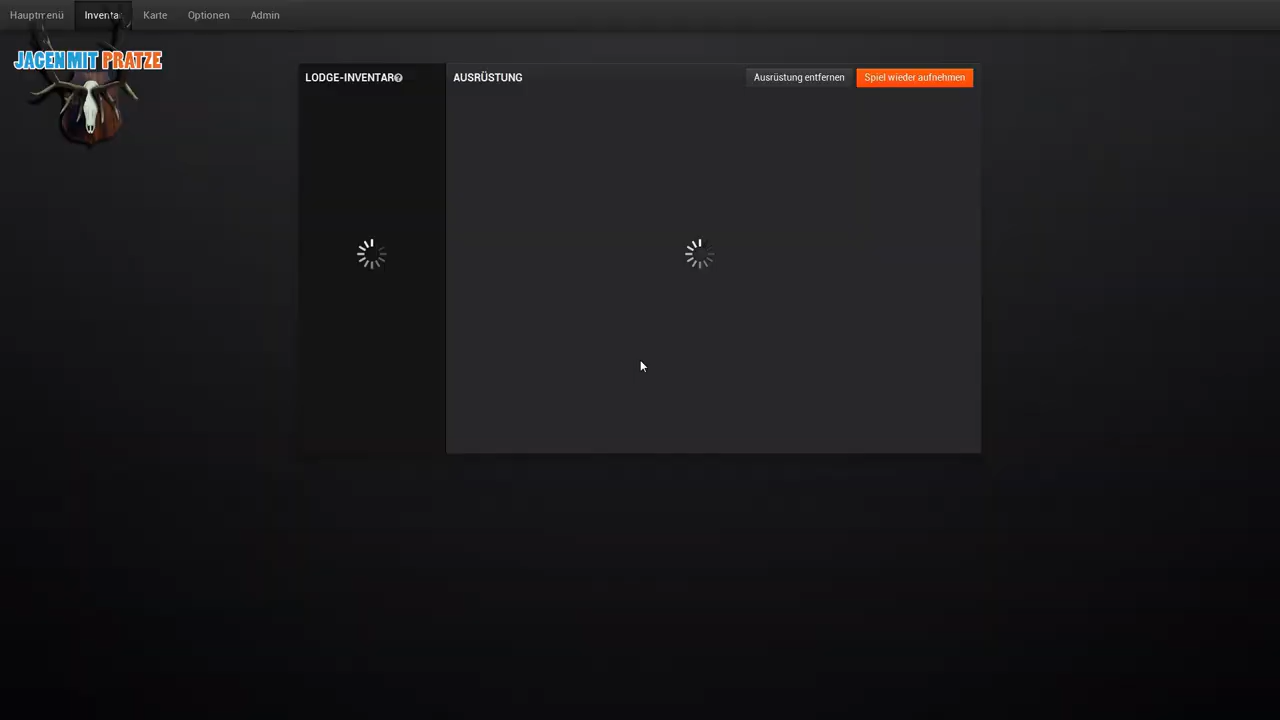 Hauptmenü Inventar Karte Optionen Admin
JAGEN MIT PRATZE
LODGE-INVENTAR? AUSRÜSTUNG Ausrüstung entfernen Spiel wieder aufnehmen